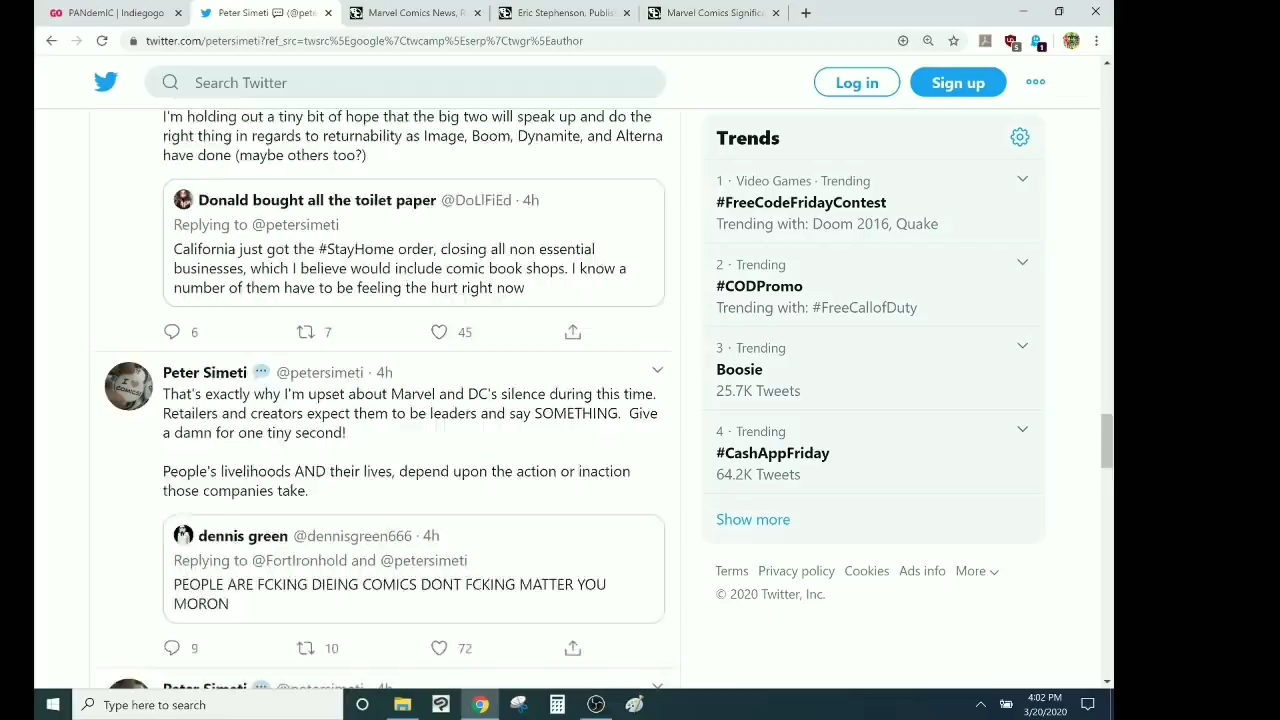 PANdemIC | Indiegogo
Peter Simeti 💬 (@pete
Marvel Comics News, R
Eric Stephenson, Publis
Marvel Comics Signific
twitter.com/petersimeti?ref_src=twsrc%5Egoogle%7Ctwcamp%5Eserp%7Ctwgr%5Eauthor
Search Twitter
Log in
Sign up
I'm holding out a tiny bit of hope that the big two will speak up and do the
right thing in regards to returnability as Image, Boom, Dynamite, and Alterna
have done (maybe others too?)
Donald bought all the toilet paper @DoLlFiEd · 4h
Replying to @petersimeti
California just got the #StayHome order, closing all non essential
businesses, which I believe would include comic book shops. I know a
number of them have to be feeling the hurt right now
6 7 45
Peter Simeti 💬 @petersimeti · 4h
That's exactly why I'm upset about Marvel and DC's silence during this time.
Retailers and creators expect them to be leaders and say SOMETHING. Give
a damn for one tiny second!
People's livelihoods AND their lives, depend upon the action or inaction
those companies take.
dennis green @dennisgreen666 · 4h
Replying to @FortIronhold and @petersimeti
PEOPLE ARE FCKING DIEING COMICS DONT FCKING MATTER YOU
MORON
9 10 72
Peter Simeti 💬 @petersimeti · 4h
Trends
1 · Video Games · Trending
#FreeCodeFridayContest
Trending with: Doom 2016, Quake
2 · Trending
#CODPromo
Trending with: #FreeCallofDuty
3 · Trending
Boosie
25.7K Tweets
4 · Trending
#CashAppFriday
64.2K Tweets
Show more
Terms Privacy policy Cookies Ads info More
© 2020 Twitter, Inc.
Type here to search
4:02 PM
3/20/2020